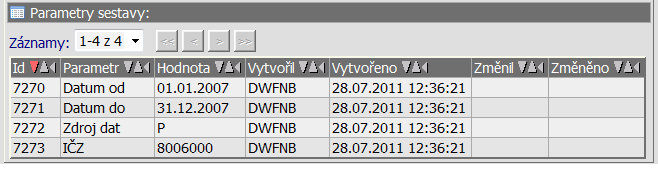 Parametry sestavy:
Záznamy: 1-4 z 4 << < > >>
Id Parametr Hodnota Vytvořil Vytvořeno Změnil Změněno
7270 Datum od 01.01.2007 DWFNB 28.07.2011 12:36:21
7271 Datum do 31.12.2007 DWFNB 28.07.2011 12:36:21
7272 Zdroj dat P DWFNB 28.07.2011 12:36:21
7273 IČZ 8006000 DWFNB 28.07.2011 12:36:21